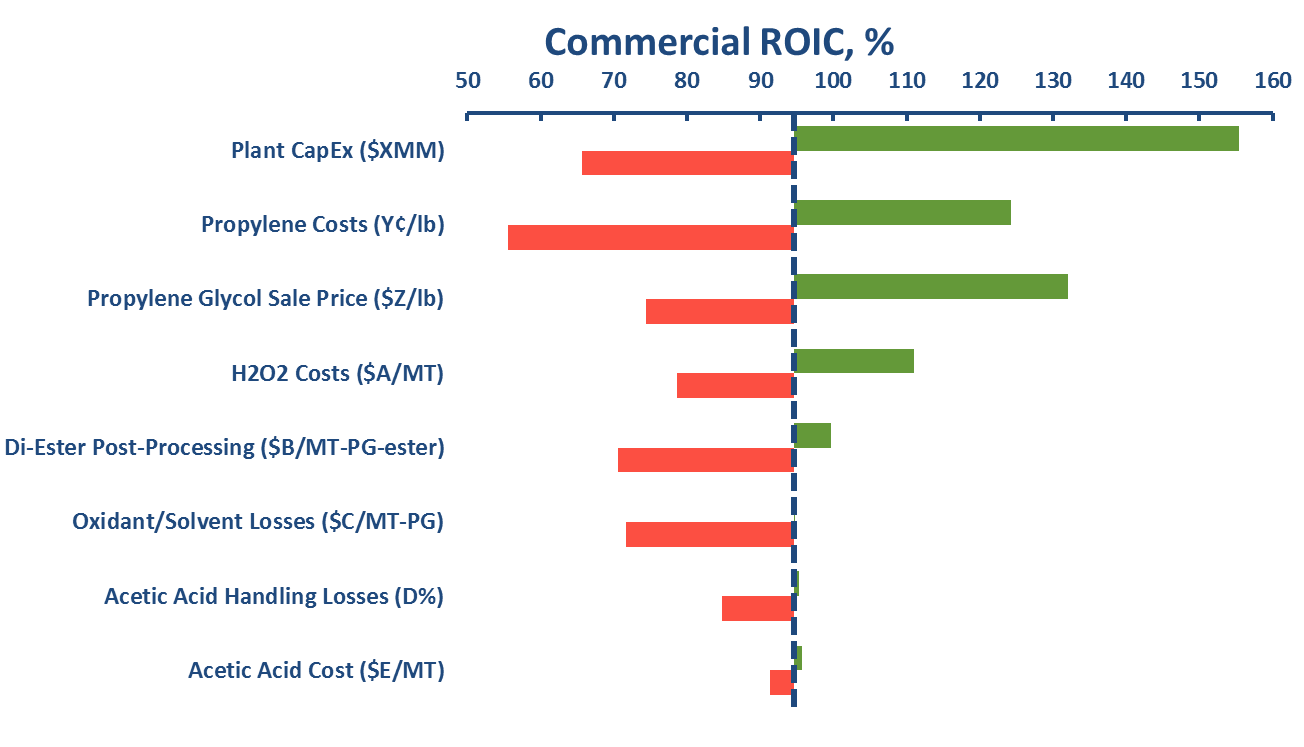 Commercial ROIC, %
50 60 70 80 90 100 110 120 130 140 150 160
Plant CapEx ($XMM)
Propylene Costs (Y¢/lb)
Propylene Glycol Sale Price ($Z/lb)
H2O2 Costs ($A/MT)
Di-Ester Post-Processing ($B/MT-PG-ester)
Oxidant/Solvent Losses ($C/MT-PG)
Acetic Acid Handling Losses (D%)
Acetic Acid Cost ($E/MT)